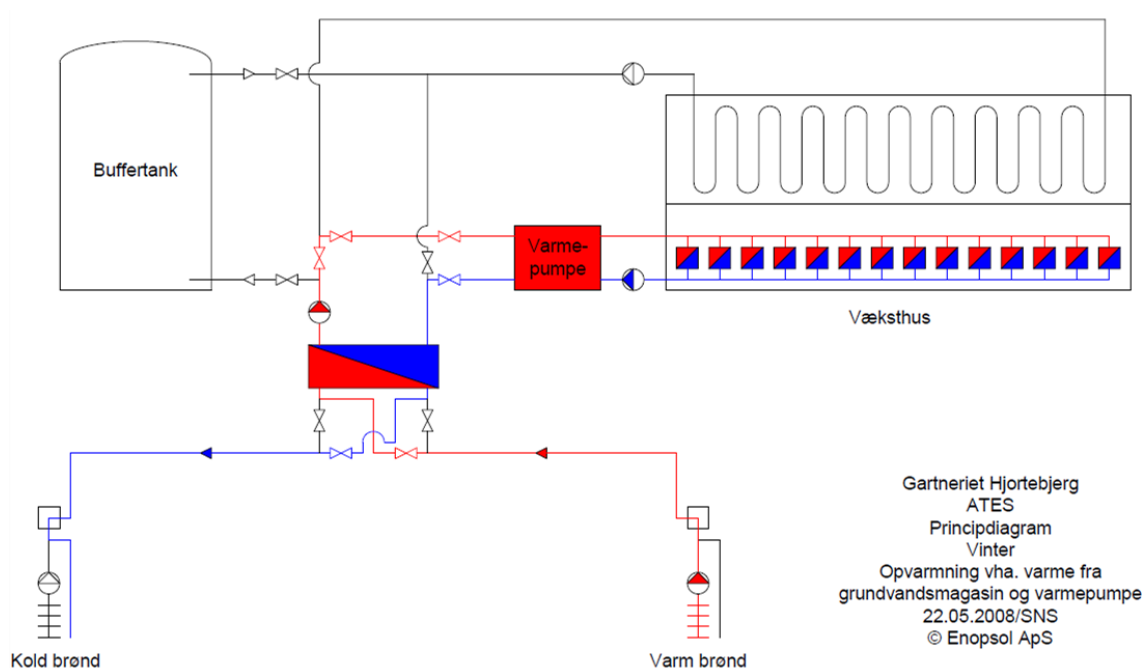 Buffertank
Varme-
pumpe
Væksthus
Gartneriet Hjortebjerg
ATES
Principdiagram
Vinter
Opvarmning vha. varme fra
grundvandsmagasin og varmepumpe
22.05.2008/SNS
© Enopsol ApS
Kold brønd
Varm brønd